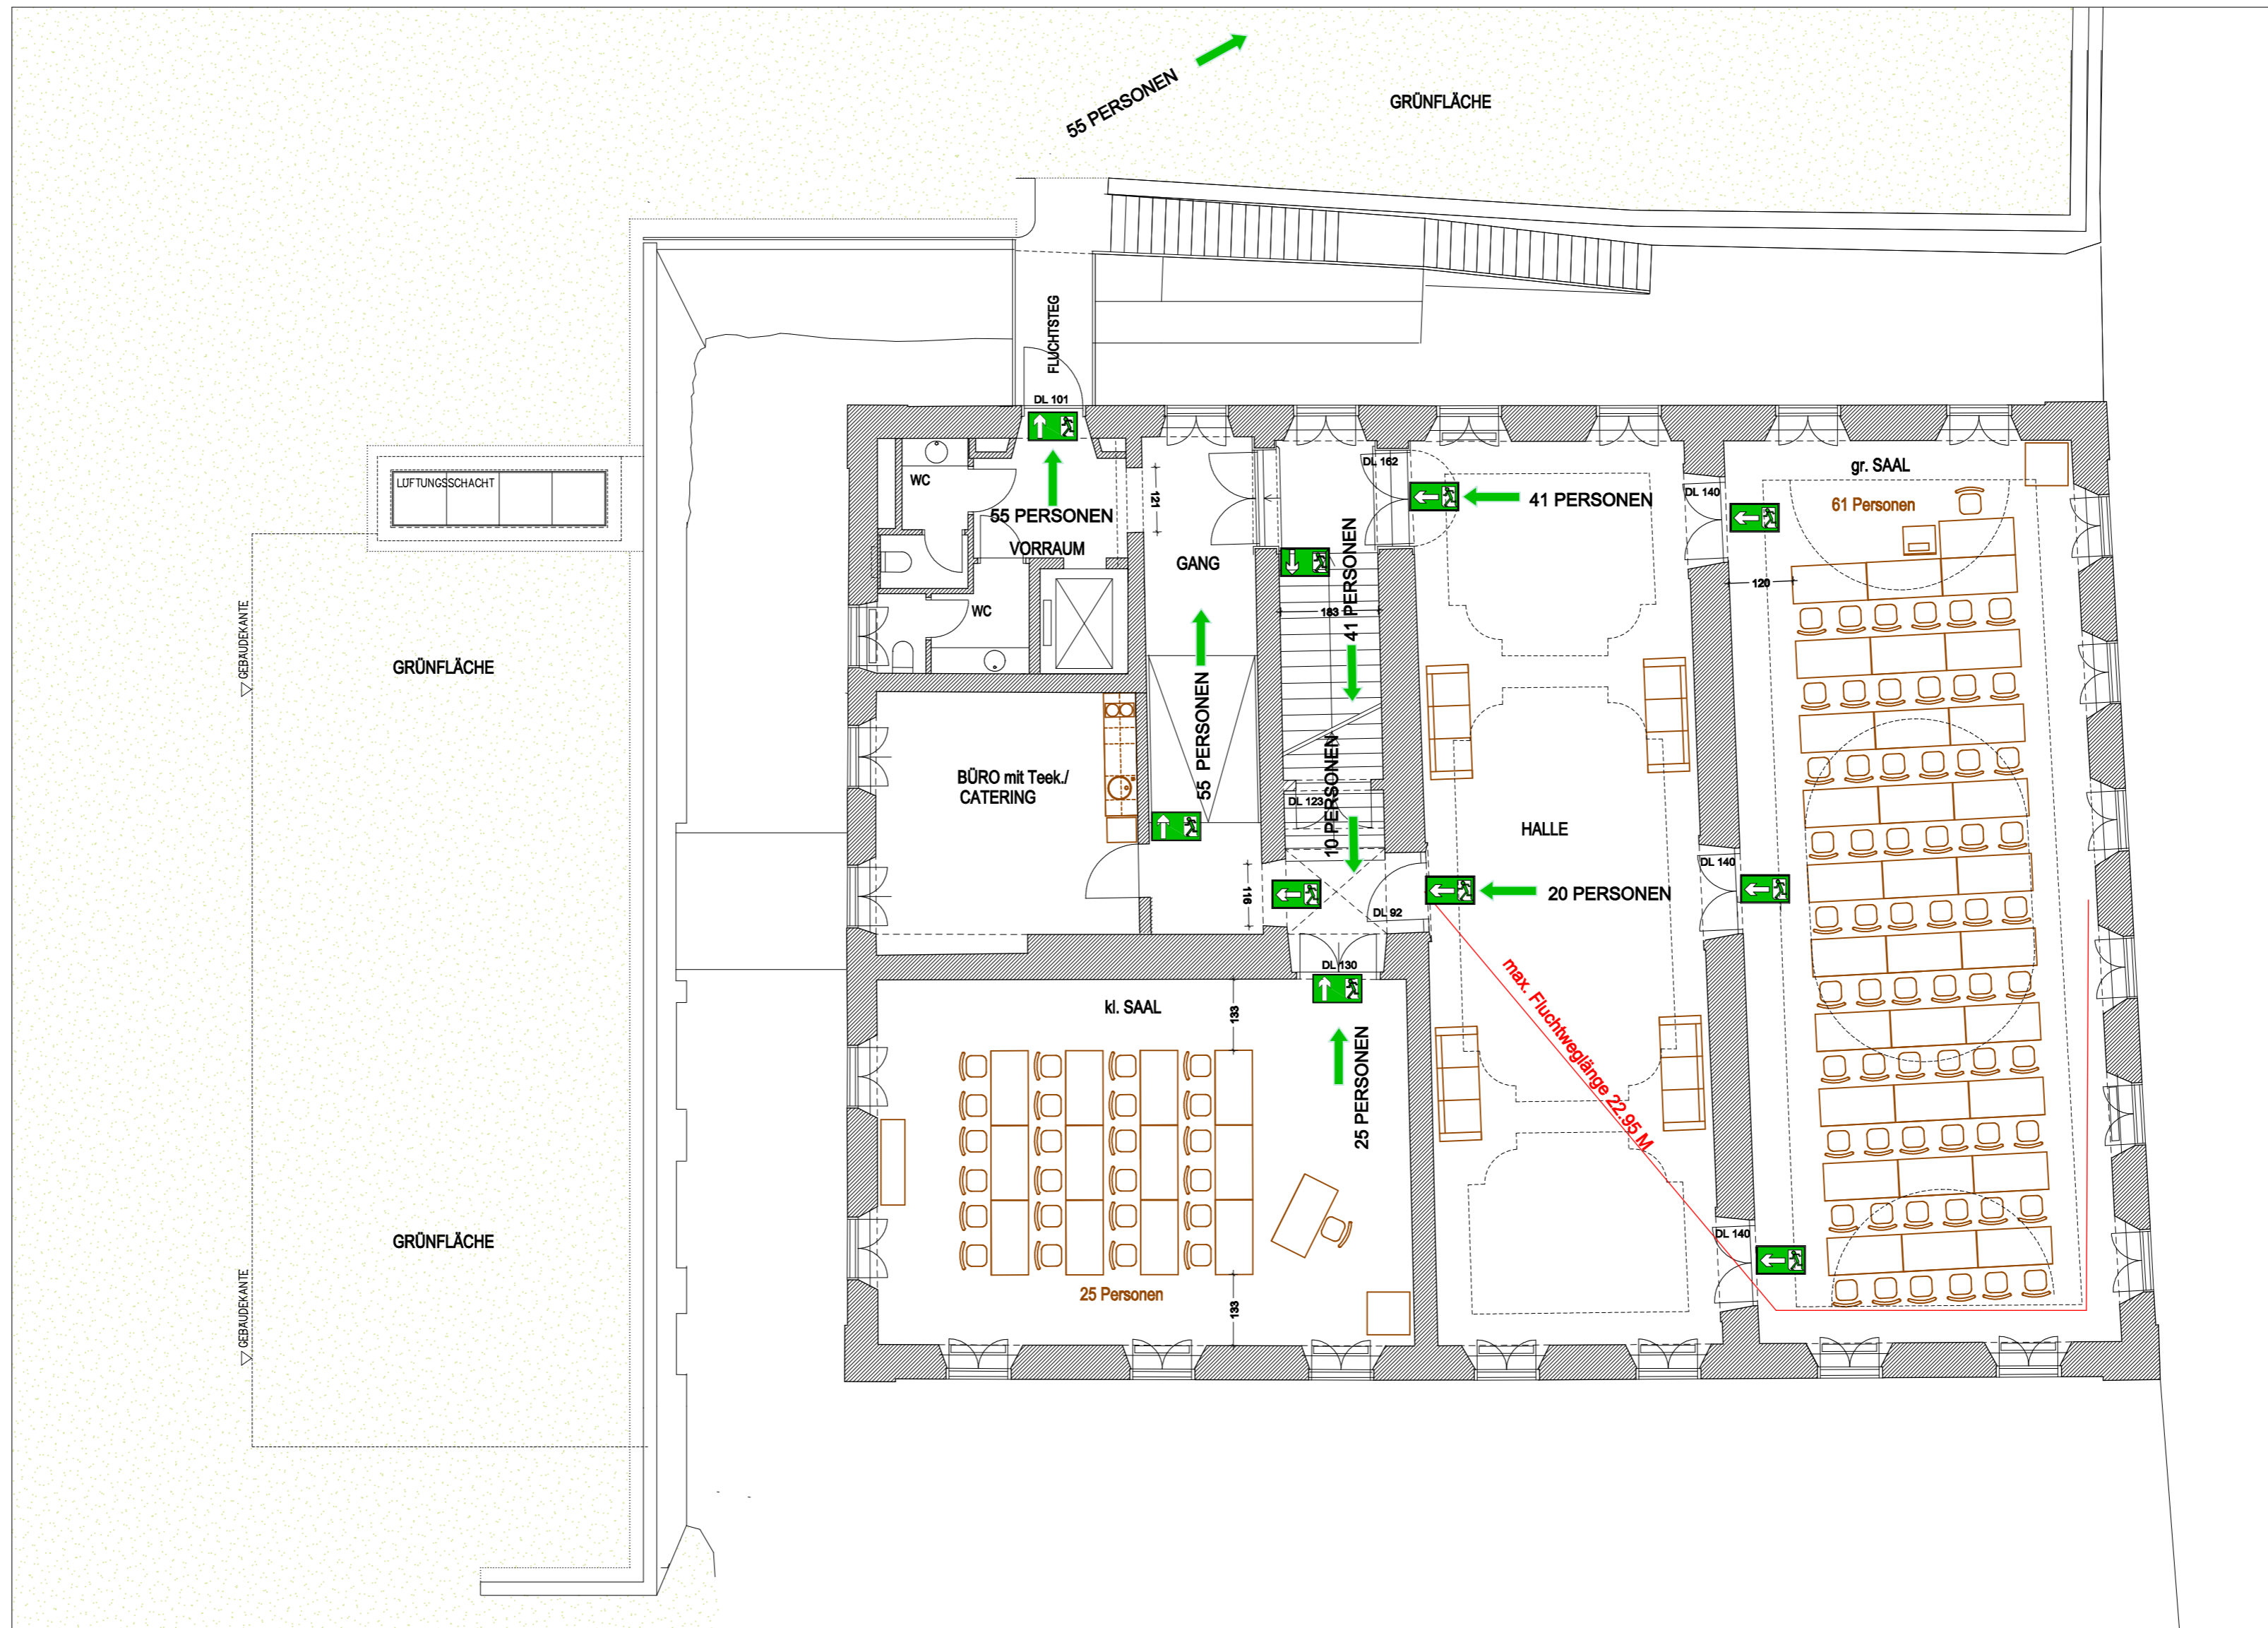 55 PERSONEN
GRÜNFLÄCHE
FLUCHTSTEG
DL 101
LÜFTUNGSSCHACHT
WC
55 PERSONEN
VORRAUM
121
GANG
DL 162
41 PERSONEN
DL 140
gr. SAAL
61 Personen
120
183
41 PERSONEN
WC
GEBÄUDEKANTE
GRÜNFLÄCHE
55 PERSONEN
BÜRO mit Teek./
CATERING
DL 123
10 PERSONEN
HALLE
DL 140
116
DL 92
20 PERSONEN
DL 130
kl. SAAL
133
25 PERSONEN
max. Fluchtweglänge 22.95 M
GRÜNFLÄCHE
GEBÄUDEKANTE
DL 140
25 Personen
133